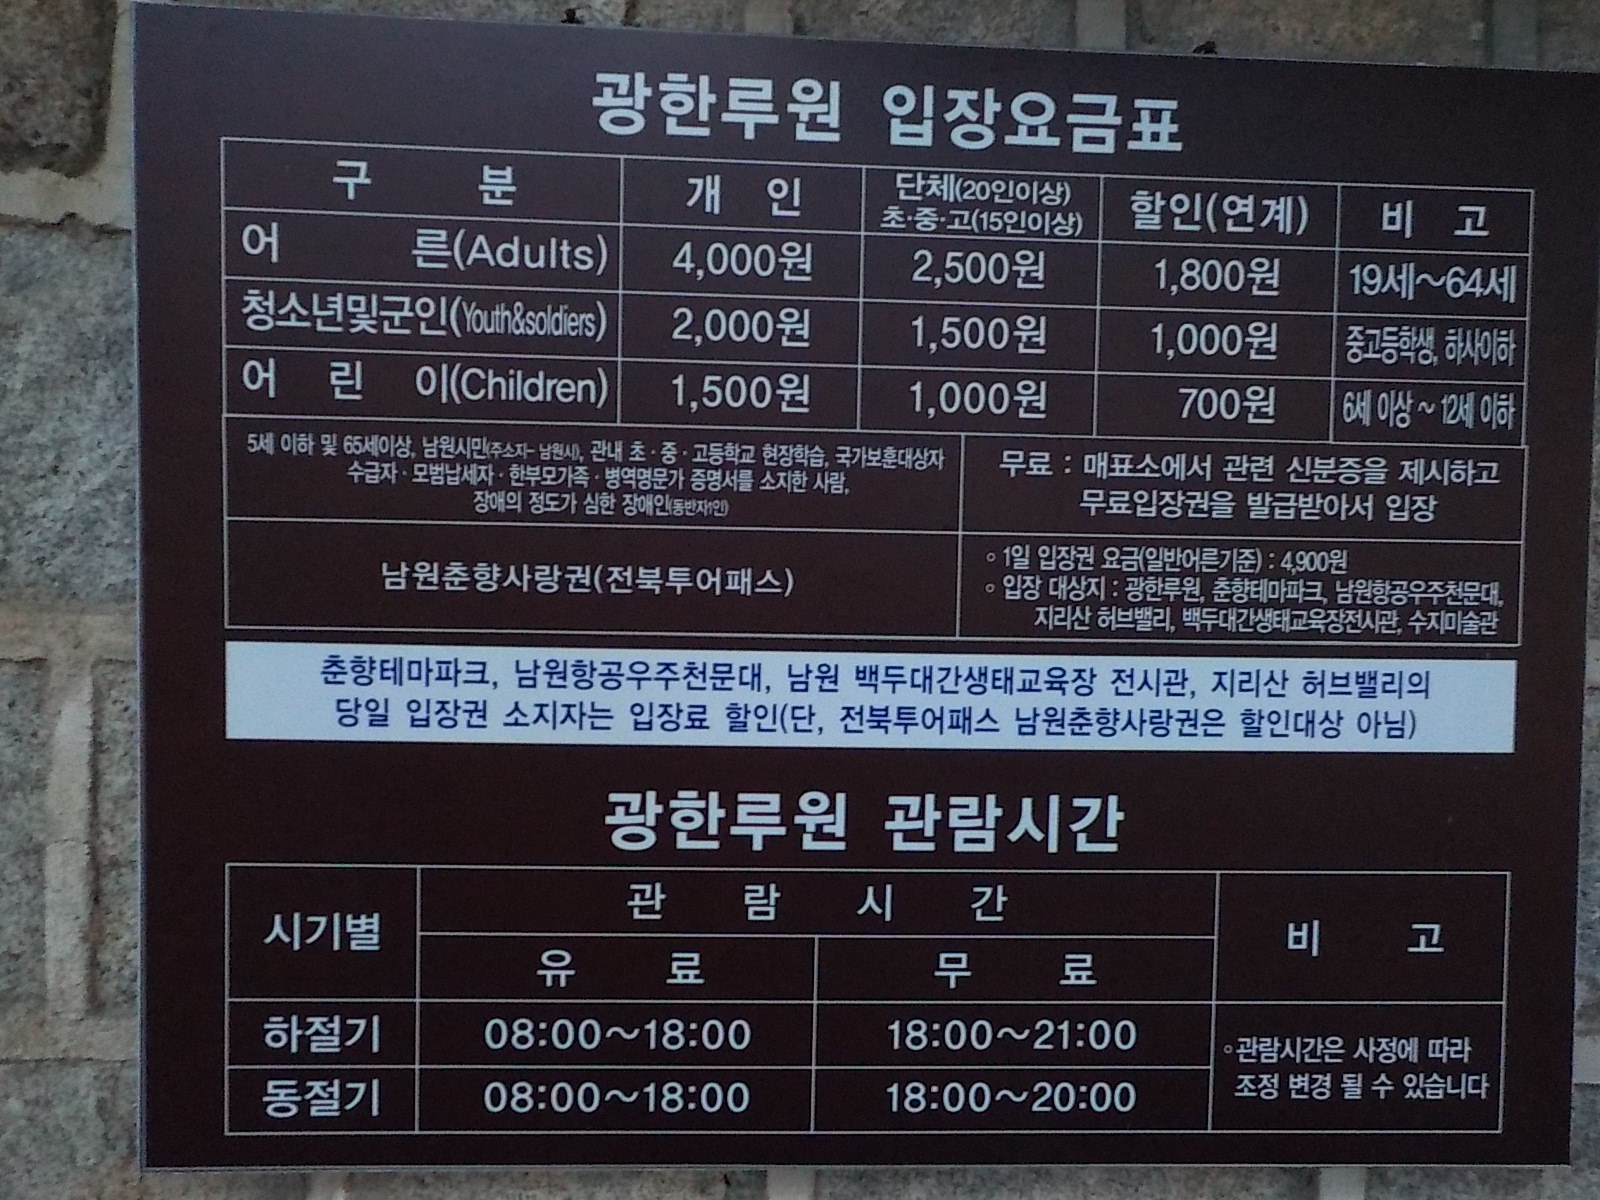 광한루원 입장요금표
구 분 개 인 단체(20인이상) 초·중·고(15인이상) 할인(연계) 비 고
어 른(Adults) 4,000원 2,500원 1,800원 19세~64세
청소년및군인(Youth&soldiers) 2,000원 1,500원 1,000원 중고등학생, 하사이하
어 린 이(Children) 1,500원 1,000원 700원 6세 이상 ~ 12세 이하
5세 이하 및 65세이상, 남원시민(주소지- 남원시), 관내 초·중·고등학교 현장학습, 국가보훈대상자
수급자·모범납세자·한부모가족·병역명문가 증명서를 소지한 사람,
장애의 정도가 심한 장애인(동반자1인)
무료 : 매표소에서 관련 신분증을 제시하고
무료입장권을 발급받아서 입장
남원춘향사랑권(전북투어패스)
◦ 1일 입장권 요금(일반어른기준) : 4,900원
◦ 입장 대상지 : 광한루원, 춘향테마파크, 남원항공우주천문대,
지리산 허브밸리, 백두대간생태교육장전시관, 수지미술관
춘향테마파크, 남원항공우주천문대, 남원 백두대간생태교육장 전시관, 지리산 허브밸리의
당일 입장권 소지자는 입장료 할인(단, 전북투어패스 남원춘향사랑권은 할인대상 아님)
광한루원 관람시간
시기별 관 람 시 간 비 고
유 료 무 료
하절기 08:00~18:00 18:00~21:00
동절기 08:00~18:00 18:00~20:00
◦관람시간은 사정에 따라
조정 변경 될 수 있습니다